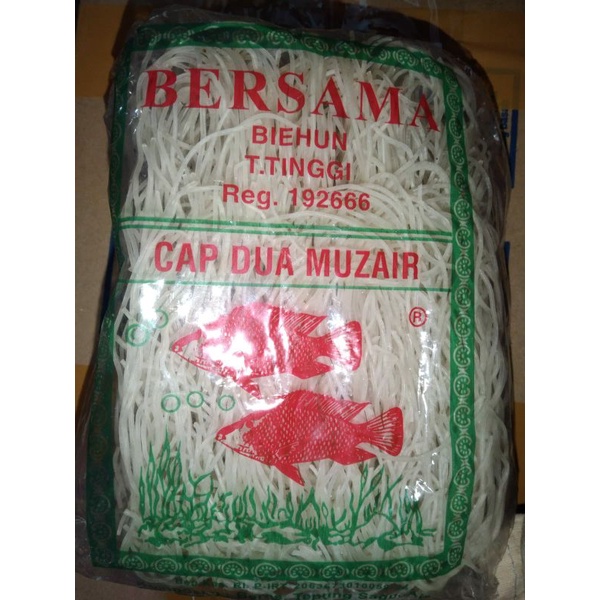 BERSAMA
BIEHUN
T.TINGGI
Reg. 192666
CAP DUA MUZAIR
®